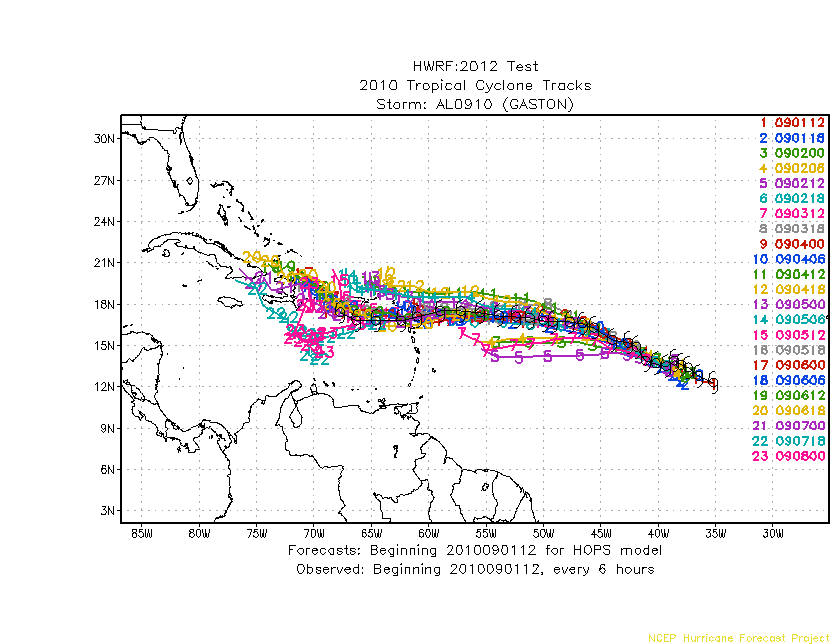 HWRF:2012 Test
2010 Tropical Cyclone Tracks
Storm: AL0910 (GASTON)
1 090112
2 090118
3 090200
4 090206
5 090212
6 090218
7 090312
8 090318
9 090400
10 090406
11 090412
12 090418
13 090500
14 090506
15 090512
16 090518
17 090600
18 090606
19 090612
20 090618
21 090700
22 090718
23 090800
30N
27N
24N
21N
18N
15N
12N
9N
6N
3N
85W 80W 75W 70W 65W 60W 55W 50W 45W 40W 35W 30W
Forecasts: Beginning 2010090112 for HOPS model
Observed: Beginning 2010090112, every 6 hours
NCEP Hurricane Forecast Project